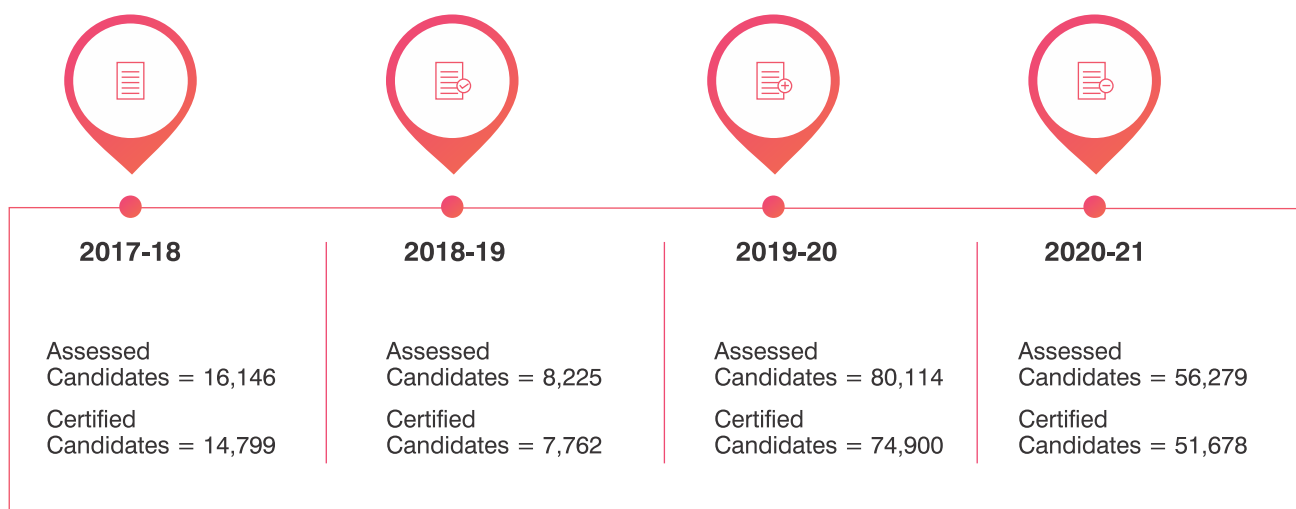 2017-18
Assessed
Candidates = 16,146
Certified
Candidates = 14,799
2018-19
Assessed
Candidates = 8,225
Certified
Candidates = 7,762
2019-20
Assessed
Candidates = 80,114
Certified
Candidates = 74,900
2020-21
Assessed
Candidates = 56,279
Certified
Candidates = 51,678